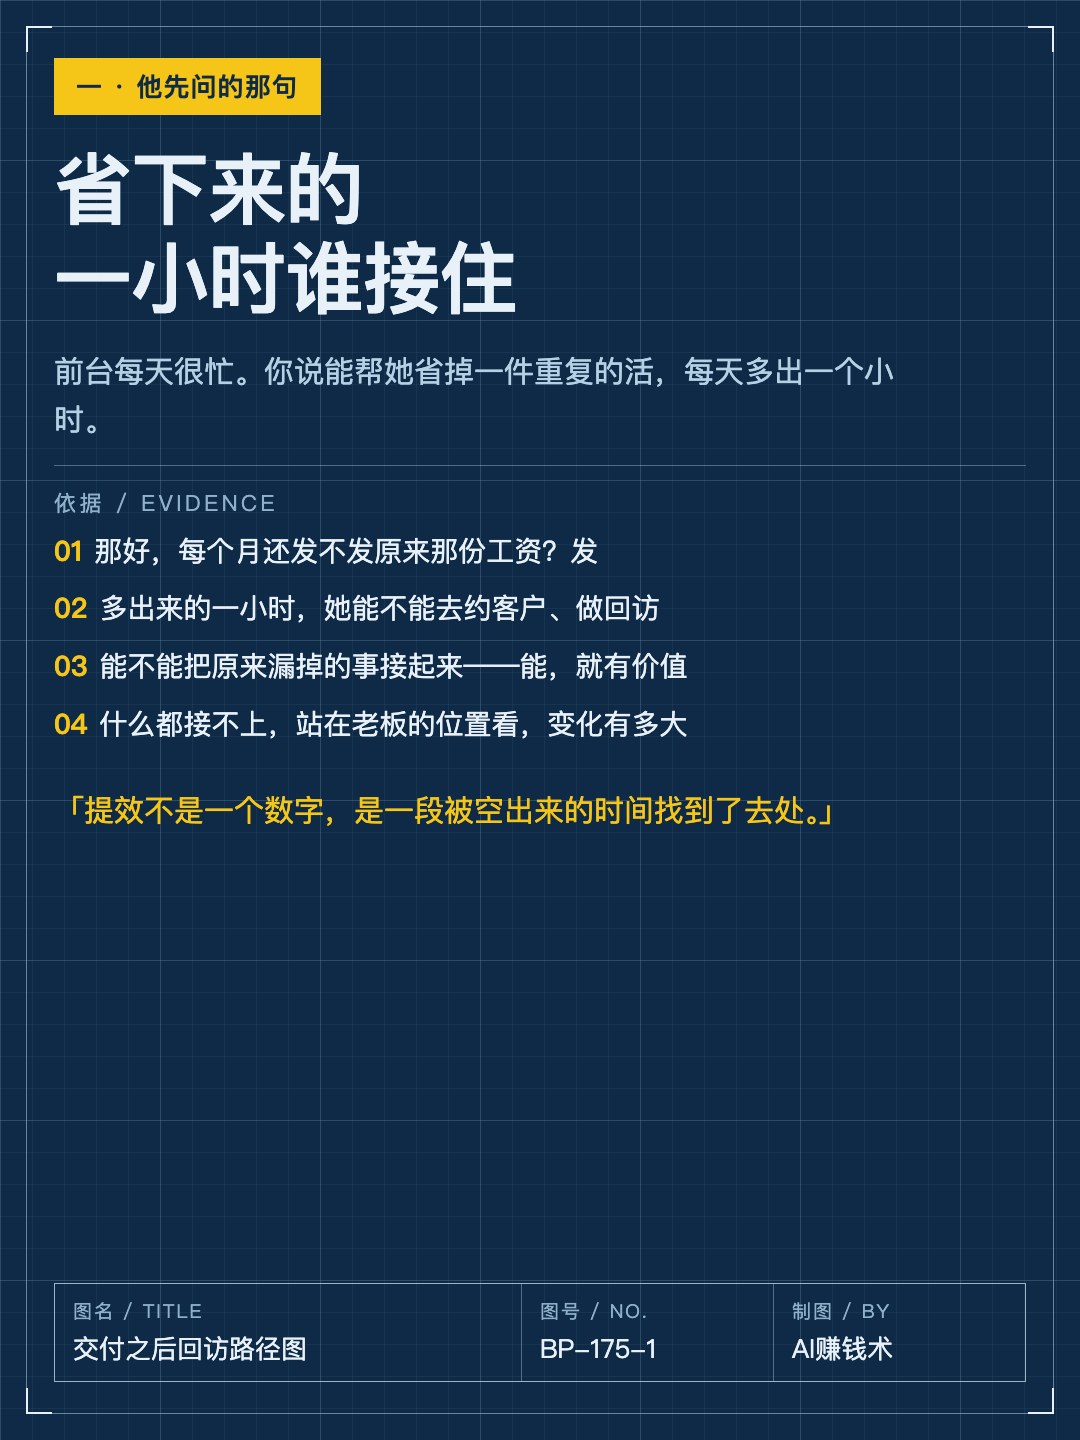 一 · 他先问的那句
省下来的
一小时谁接住
前台每天很忙。你说能帮她省掉一件重复的活，每天多出一个小
时。
依据 / EVIDENCE
01 那好，每个月还发不发原来那份工资？发
02 多出来的一小时，她能不能去约客户、做回访
03 能不能把原来漏掉的事接起来——能，就有价值
04 什么都接不上，站在老板的位置看，变化有多大
「提效不是一个数字，是一段被空出来的时间找到了去处。」
图名 / TITLE
交付之后回访路径图
图号 / NO.
BP-175-1
制图 / BY
AI赚钱术